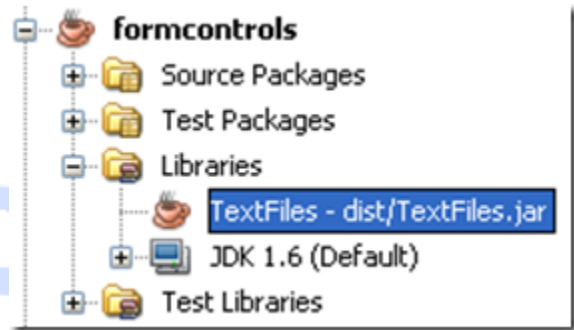 formcontrols
Source Packages
Test Packages
Libraries
TextFiles - dist/TextFiles.jar
JDK 1.6 (Default)
Test Libraries